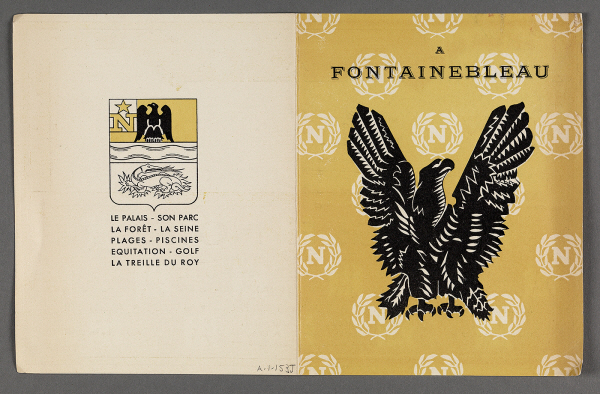 N
LE PALAIS - SON PARC
LA FORÊT - LA SEINE
PLAGES - PISCINES
EQUITATION - GOLF
LA TREILLE DU ROY
A
FONTAINEBLEAU
N
N
N
N
N
N
N
N
N
N
N
N